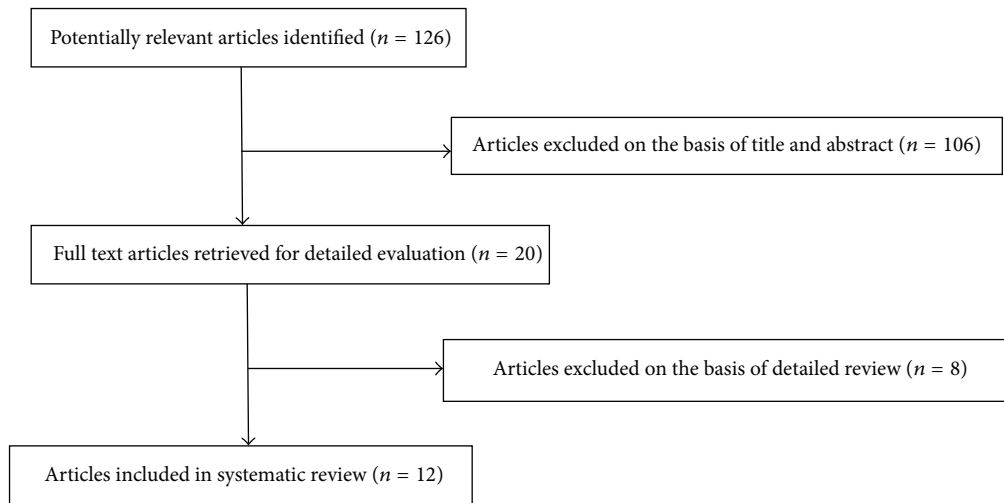 Potentially relevant articles identified (n = 126)
Articles excluded on the basis of title and abstract (n = 106)
Full text articles retrieved for detailed evaluation (n = 20)
Articles excluded on the basis of detailed review (n = 8)
Articles included in systematic review (n = 12)